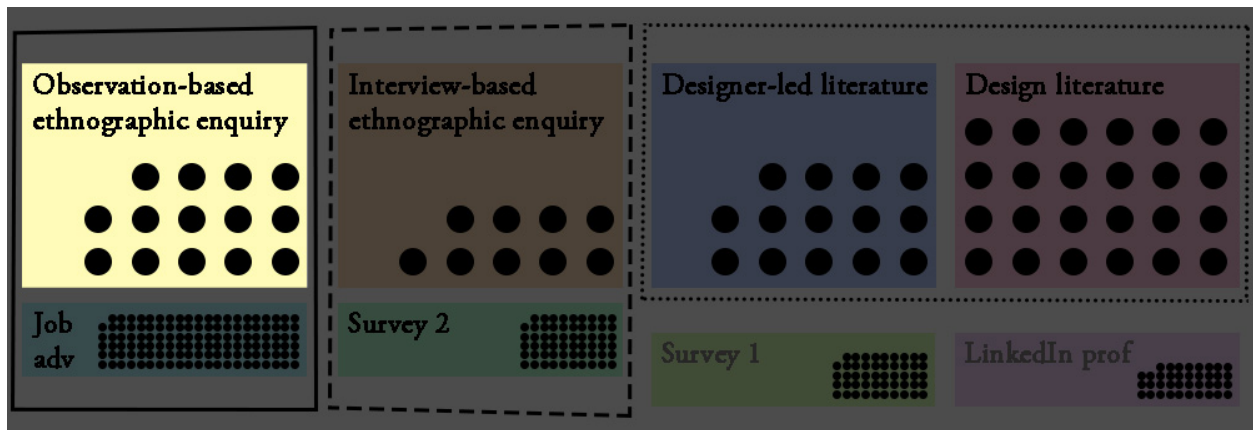 Observation-based
ethnographic enquiry
Interview-based
ethnographic enquiry
Designer-led literature
Design literature
Job
adv
Survey 2
Survey 1
LinkedIn prof